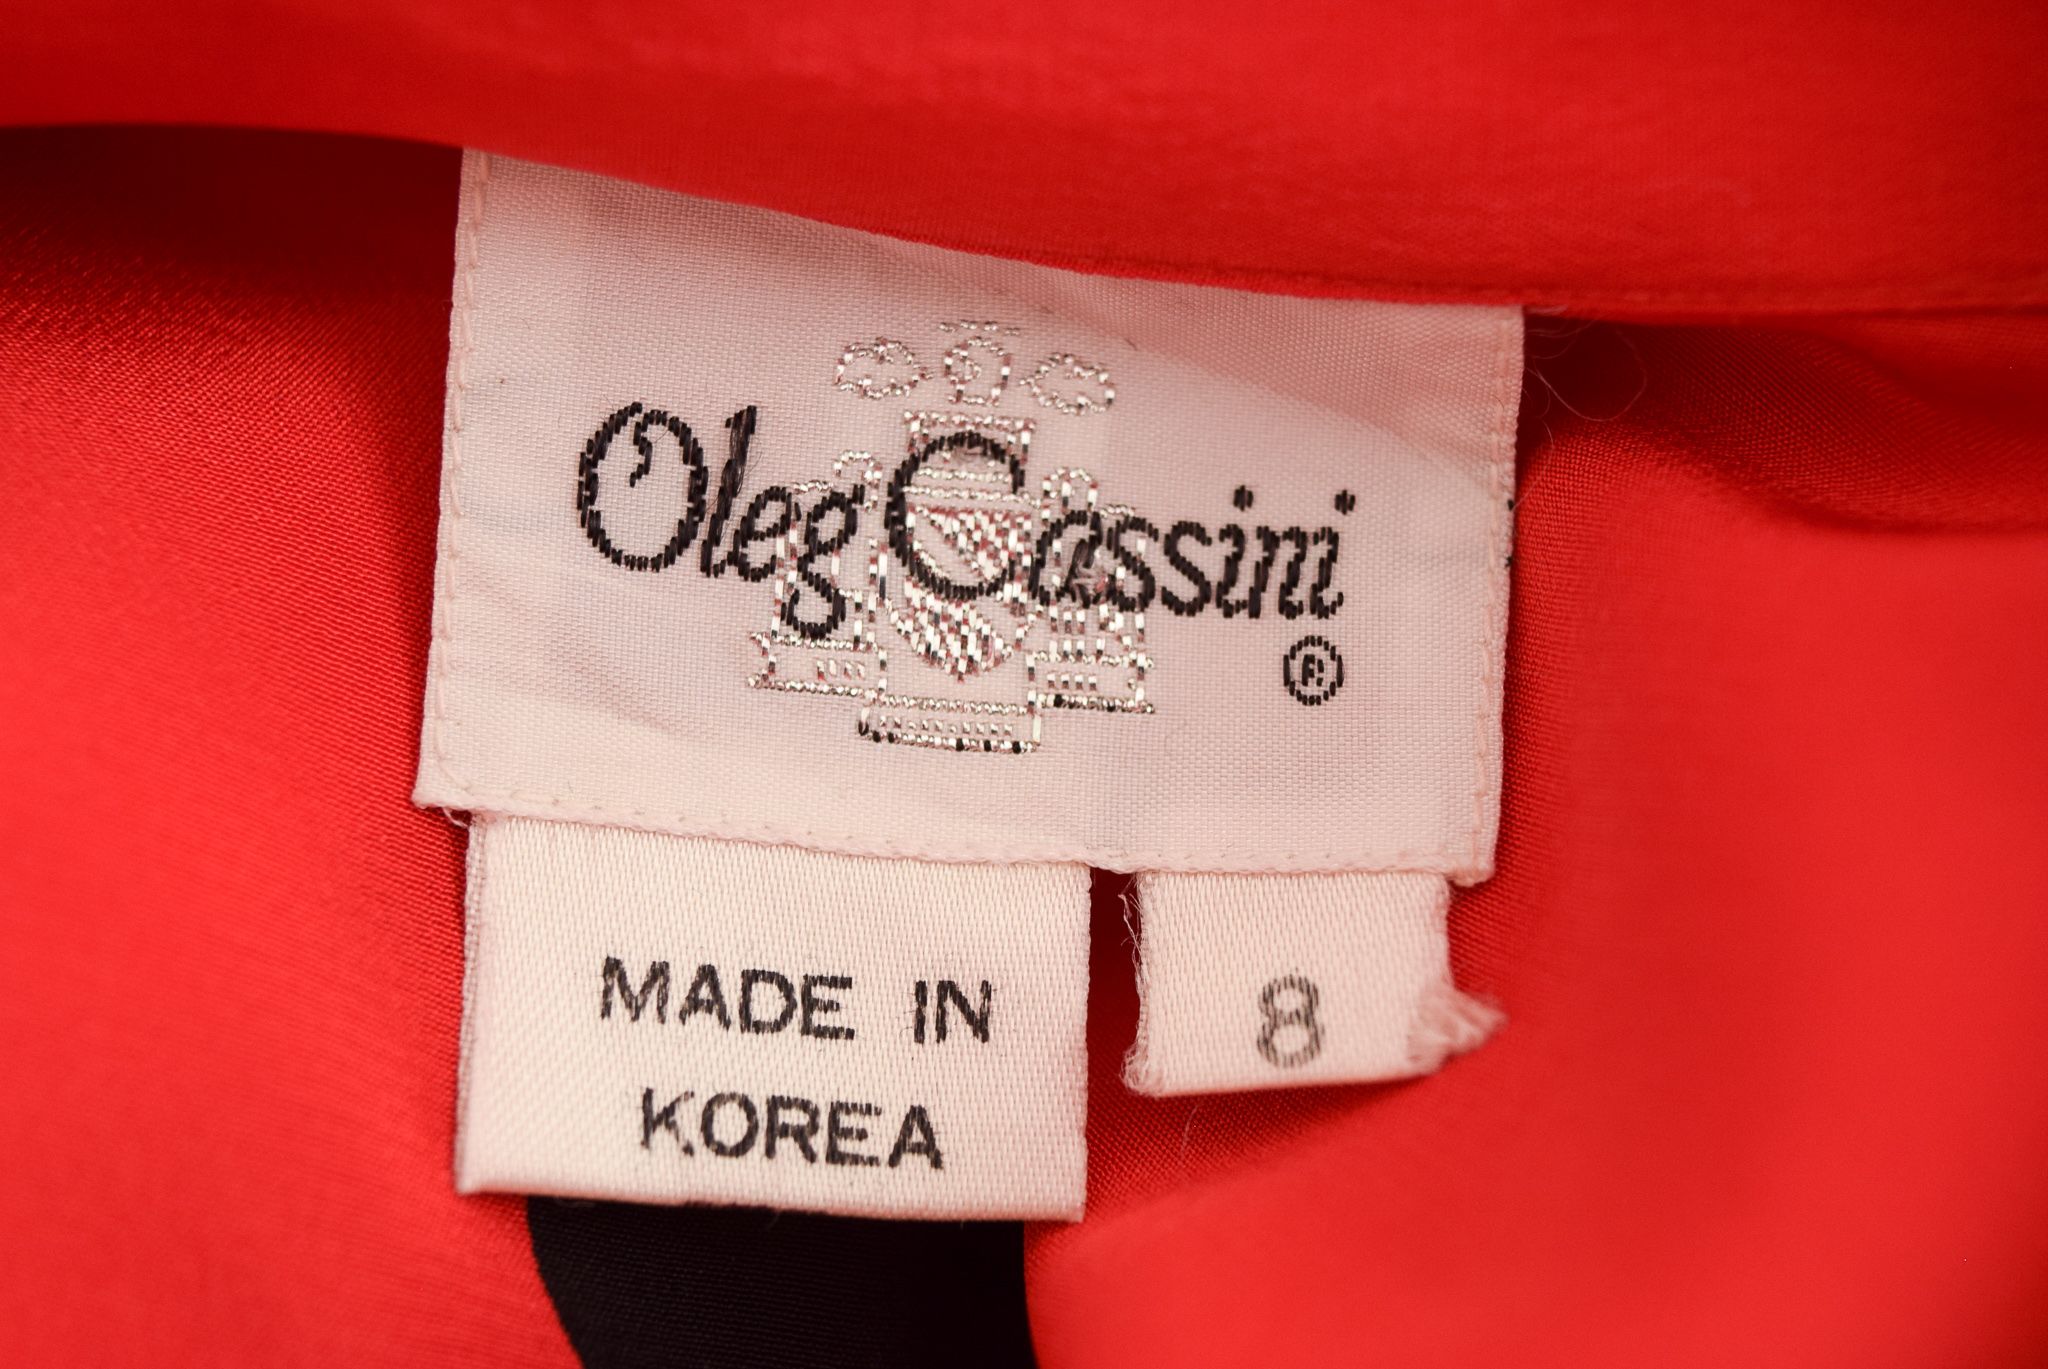 Oleg Cassini
®
MADE IN
KOREA
8